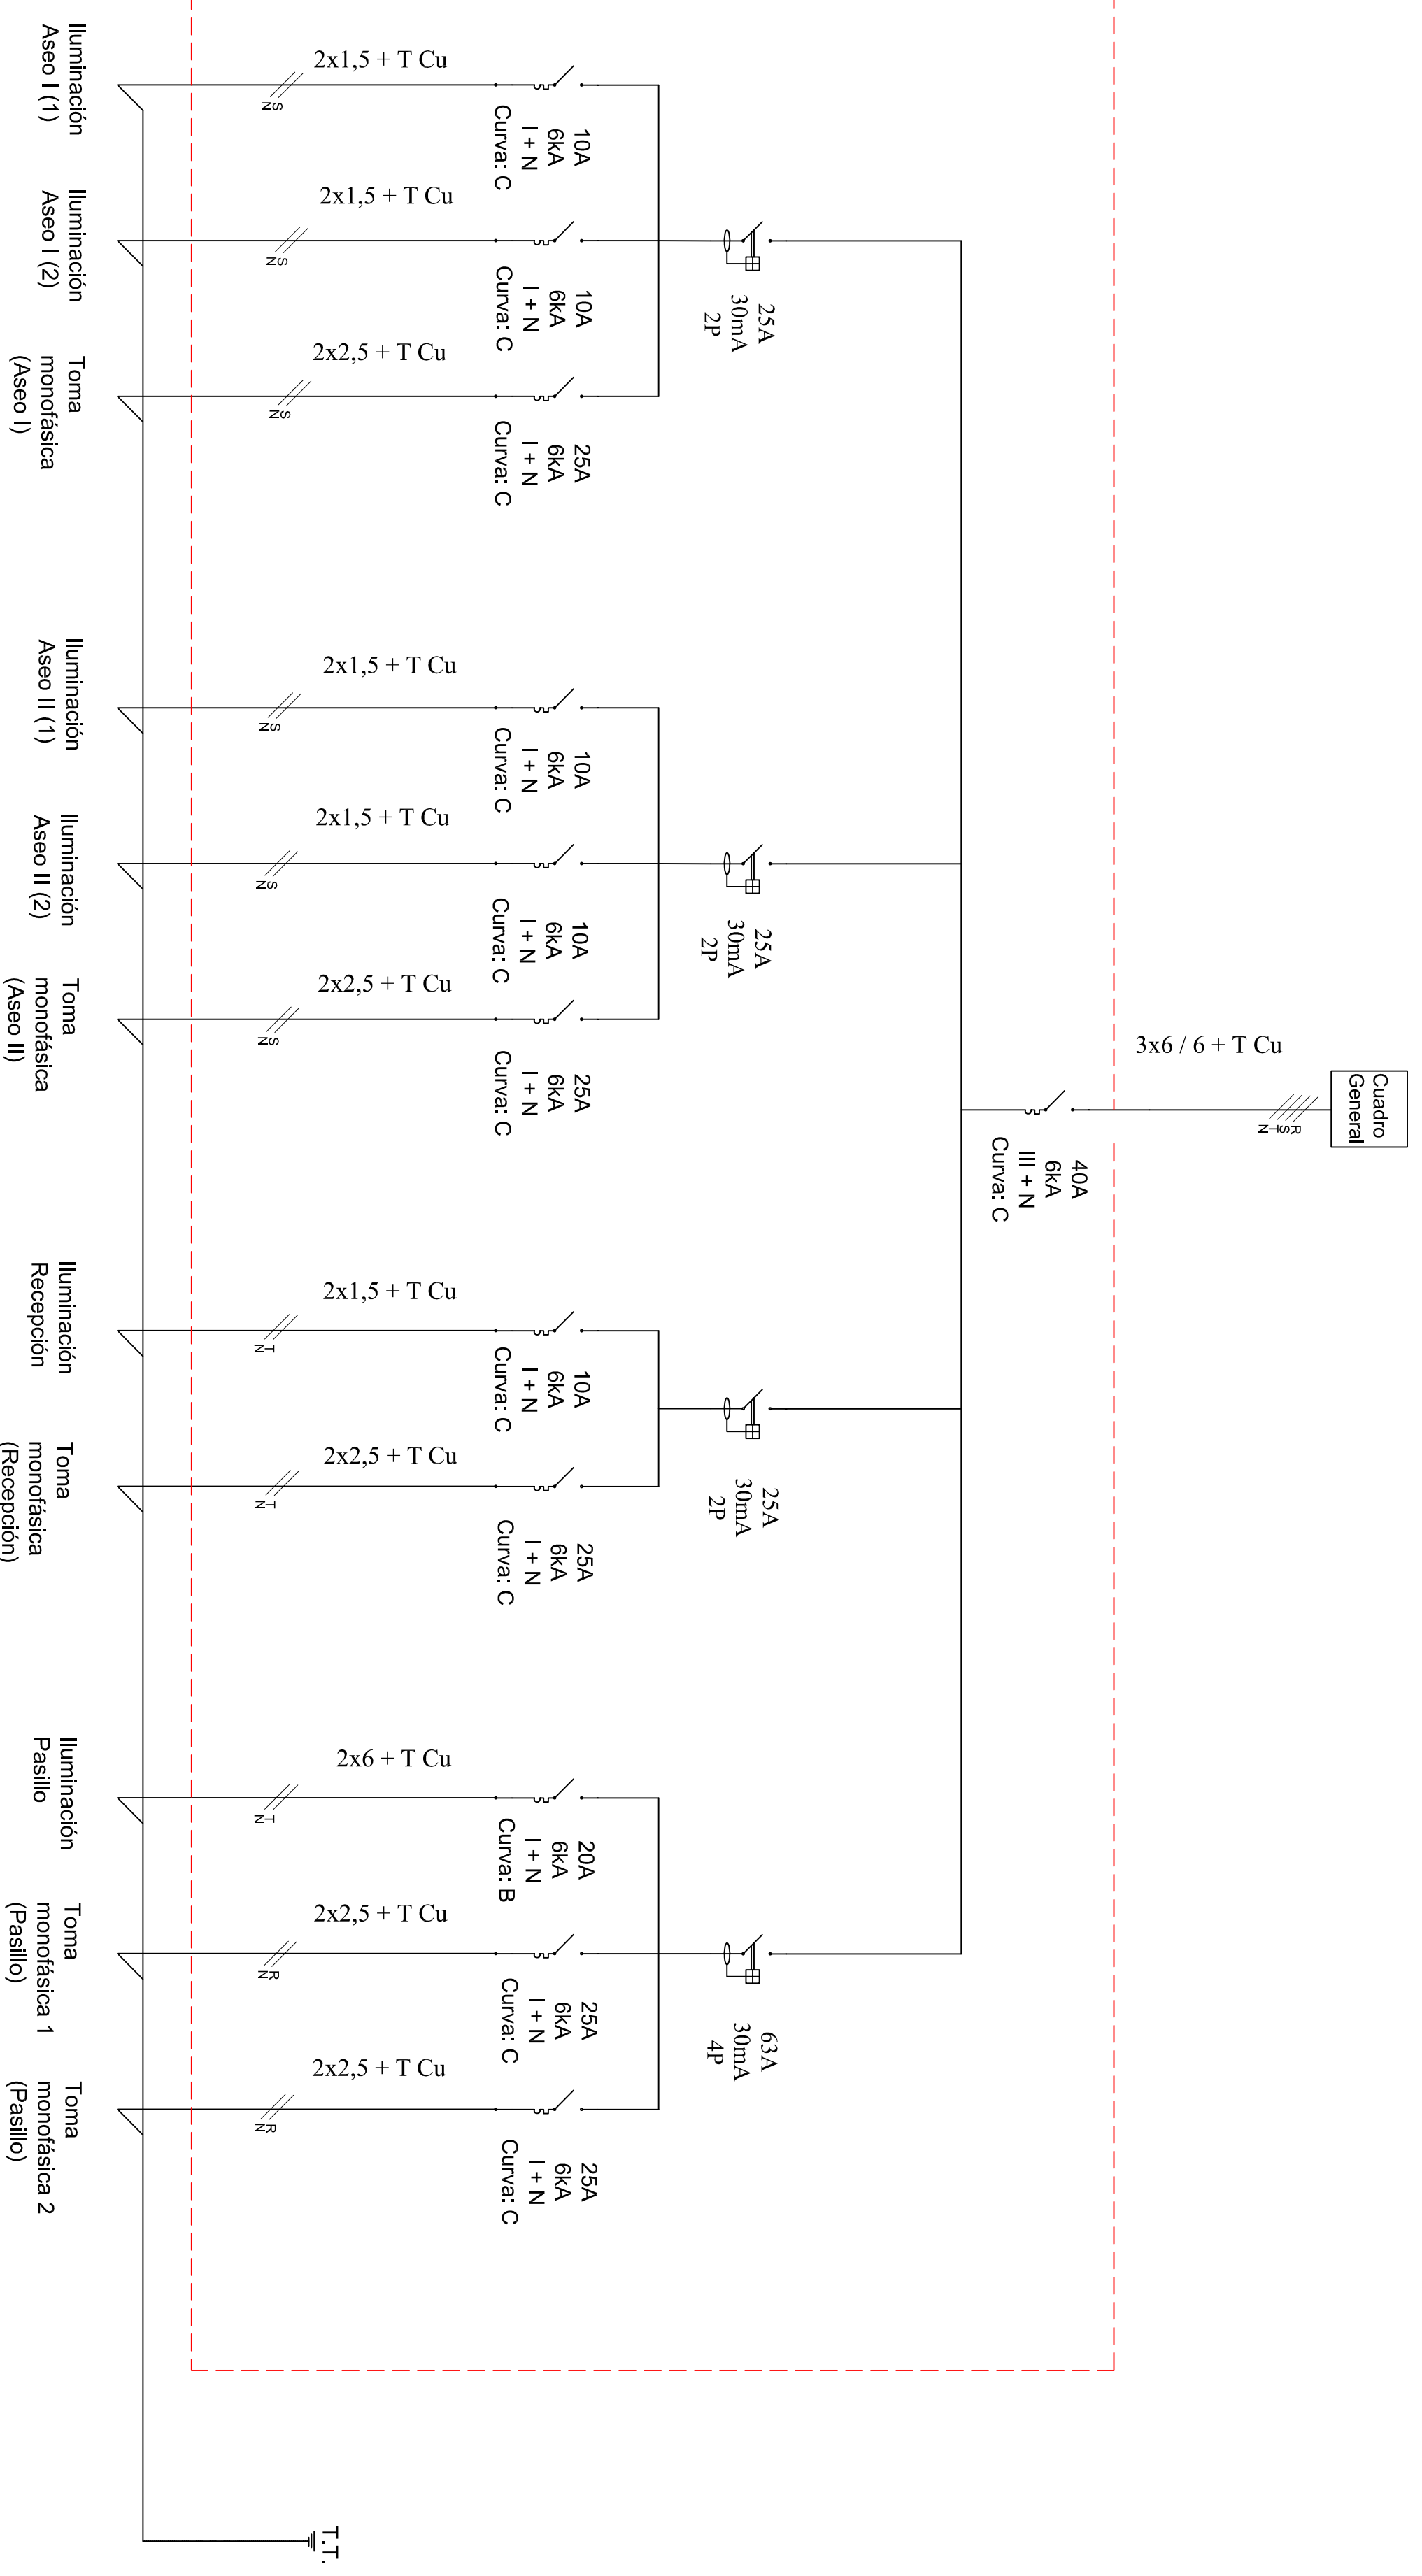 Cuadro
General
3x6 / 6 + T Cu
R
S
T
N
40A
6kA
III + N
Curva: C
25A
30mA
2P
25A
30mA
2P
25A
30mA
2P
63A
30mA
4P
2x1,5 + T Cu
10A
6kA
I + N
Curva: C
S
N
Iluminación
Aseo I (1)
2x1,5 + T Cu
10A
6kA
I + N
Curva: C
S
N
Iluminación
Aseo I (2)
2x2,5 + T Cu
25A
6kA
I + N
Curva: C
S
N
Toma
monofásica
(Aseo I)
2x1,5 + T Cu
10A
6kA
I + N
Curva: C
S
N
Iluminación
Aseo II (1)
2x1,5 + T Cu
10A
6kA
I + N
Curva: C
S
N
Iluminación
Aseo II (2)
2x2,5 + T Cu
25A
6kA
I + N
Curva: C
S
N
Toma
monofásica
(Aseo II)
2x1,5 + T Cu
10A
6kA
I + N
Curva: C
T
N
Iluminación
Recepción
2x2,5 + T Cu
25A
6kA
I + N
Curva: C
T
N
Toma
monofásica
(Recepción)
2x6 + T Cu
20A
6kA
I + N
Curva: B
T
N
Iluminación
Pasillo
2x2,5 + T Cu
25A
6kA
I + N
Curva: C
R
N
Toma
monofásica 1
(Pasillo)
2x2,5 + T Cu
25A
6kA
I + N
Curva: C
R
N
Toma
monofásica 2
(Pasillo)
T.T.